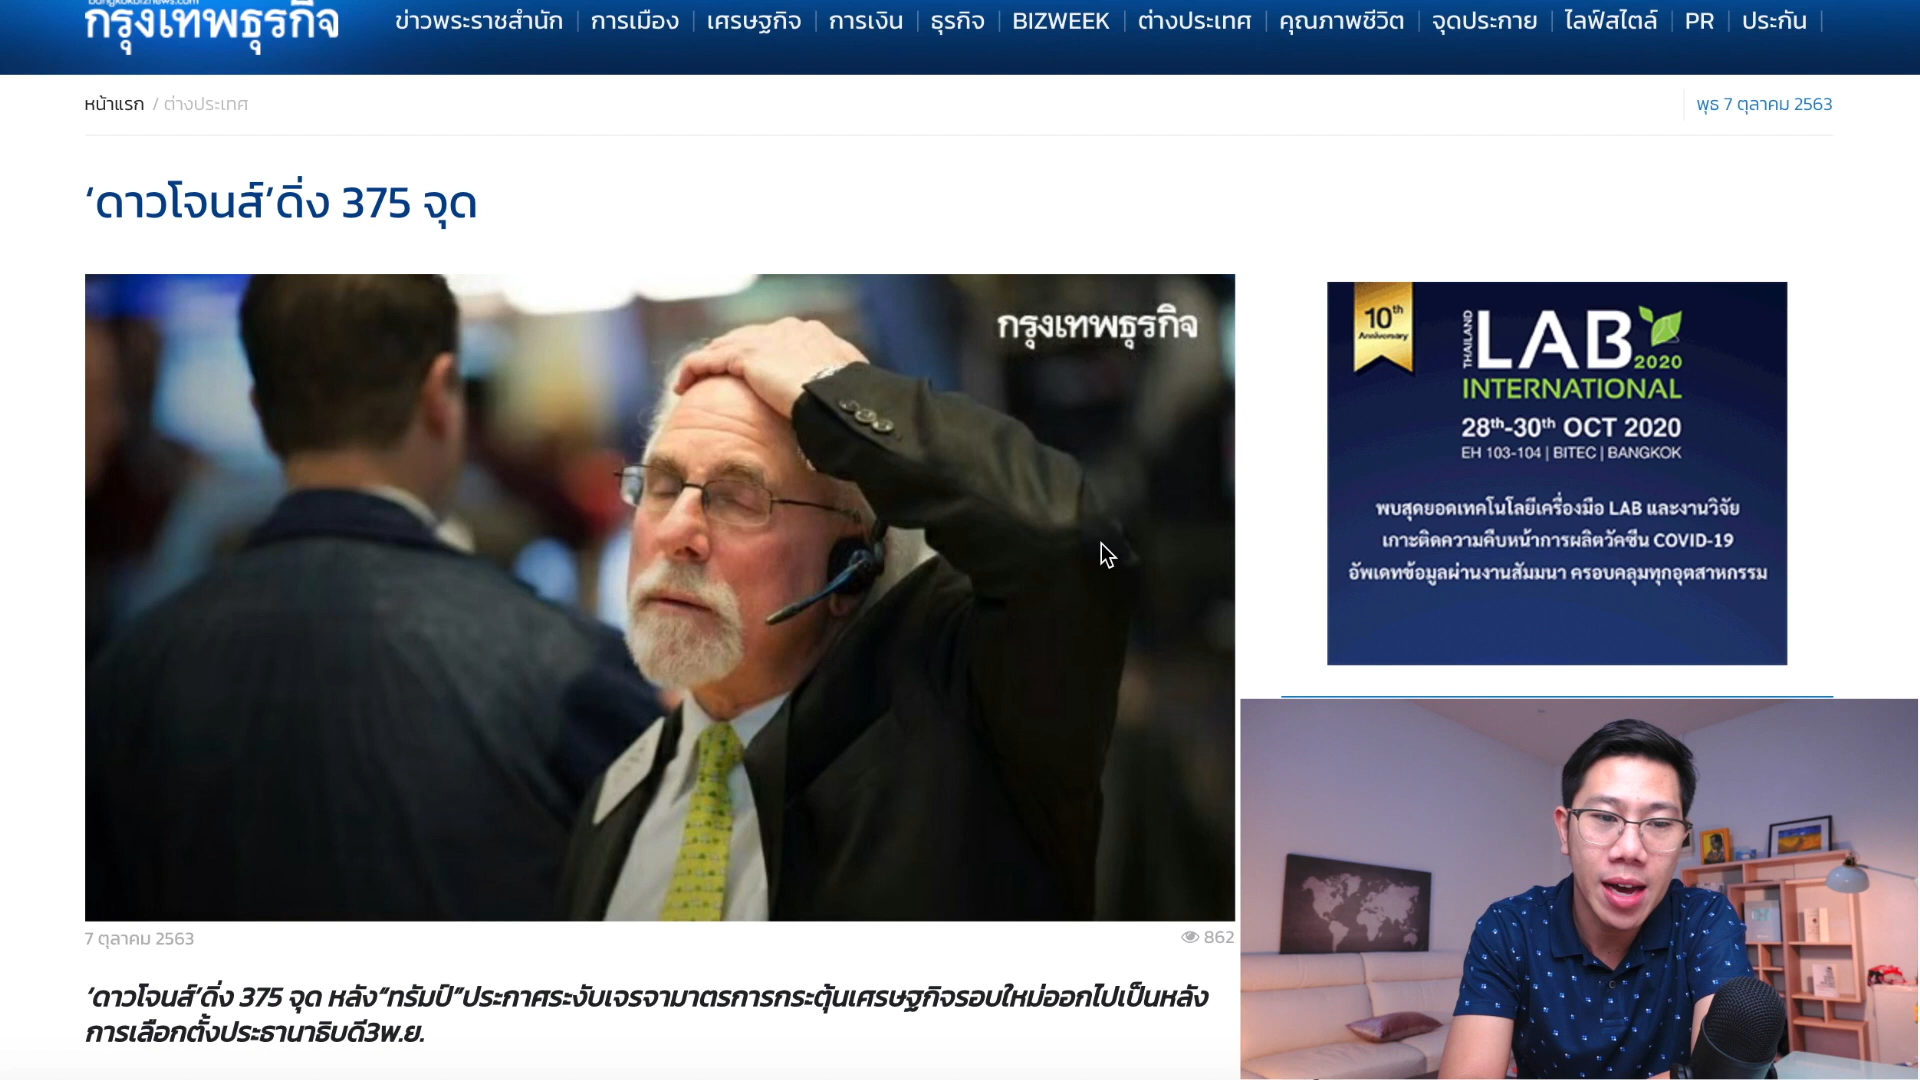 bangkokbiznews.com
กรุงเทพธุรกิจ
ข่าวพระราชสำนัก | การเมือง | เศรษฐกิจ | การเงิน | ธุรกิจ | BIZWEEK | ต่างประเทศ | คุณภาพชีวิต | จุดประกาย | ไลฟ์สไตล์ | PR | ประกัน |
หน้าแรก / ต่างประเทศ
พุธ 7 ตุลาคม 2563
‘ดาวโจนส์’ดิ่ง 375 จุด
กรุงเทพธุรกิจ
10th
Anniversary
THAILAND
LAB
2020
INTERNATIONAL
28th-30th OCT 2020
EH 103-104 | BITEC | BANGKOK
พบสุดยอดเทคโนโลยีเครื่องมือ LAB และงานวิจัย
เกาะติดความคืบหน้าการผลิตวัคซีน COVID-19
อัพเดทข้อมูลผ่านงานสัมมนา ครอบคลุมทุกอุตสาหกรรม
7 ตุลาคม 2563
862
‘ดาวโจนส์’ดิ่ง 375 จุด หลัง“ทรัมป์”ประกาศระงับเจรจามาตรการกระตุ้นเศรษฐกิจรอบใหม่ออกไปเป็นหลัง
การเลือกตั้งประธานาธิบดี3พ.ย.